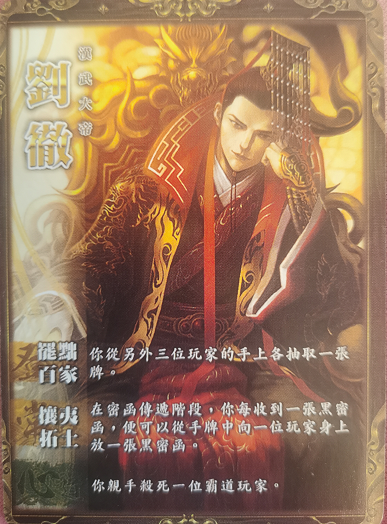 漢武大帝
劉徹
罷黜
百家
你從另外三位玩家的手上各抽取一張
牌。
攘夷
拓土
在密函傳遞階段，你每收到一張黑密
函，便可以從手牌中向一位玩家身上
放一張黑密函。
你親手殺死一位霸道玩家。